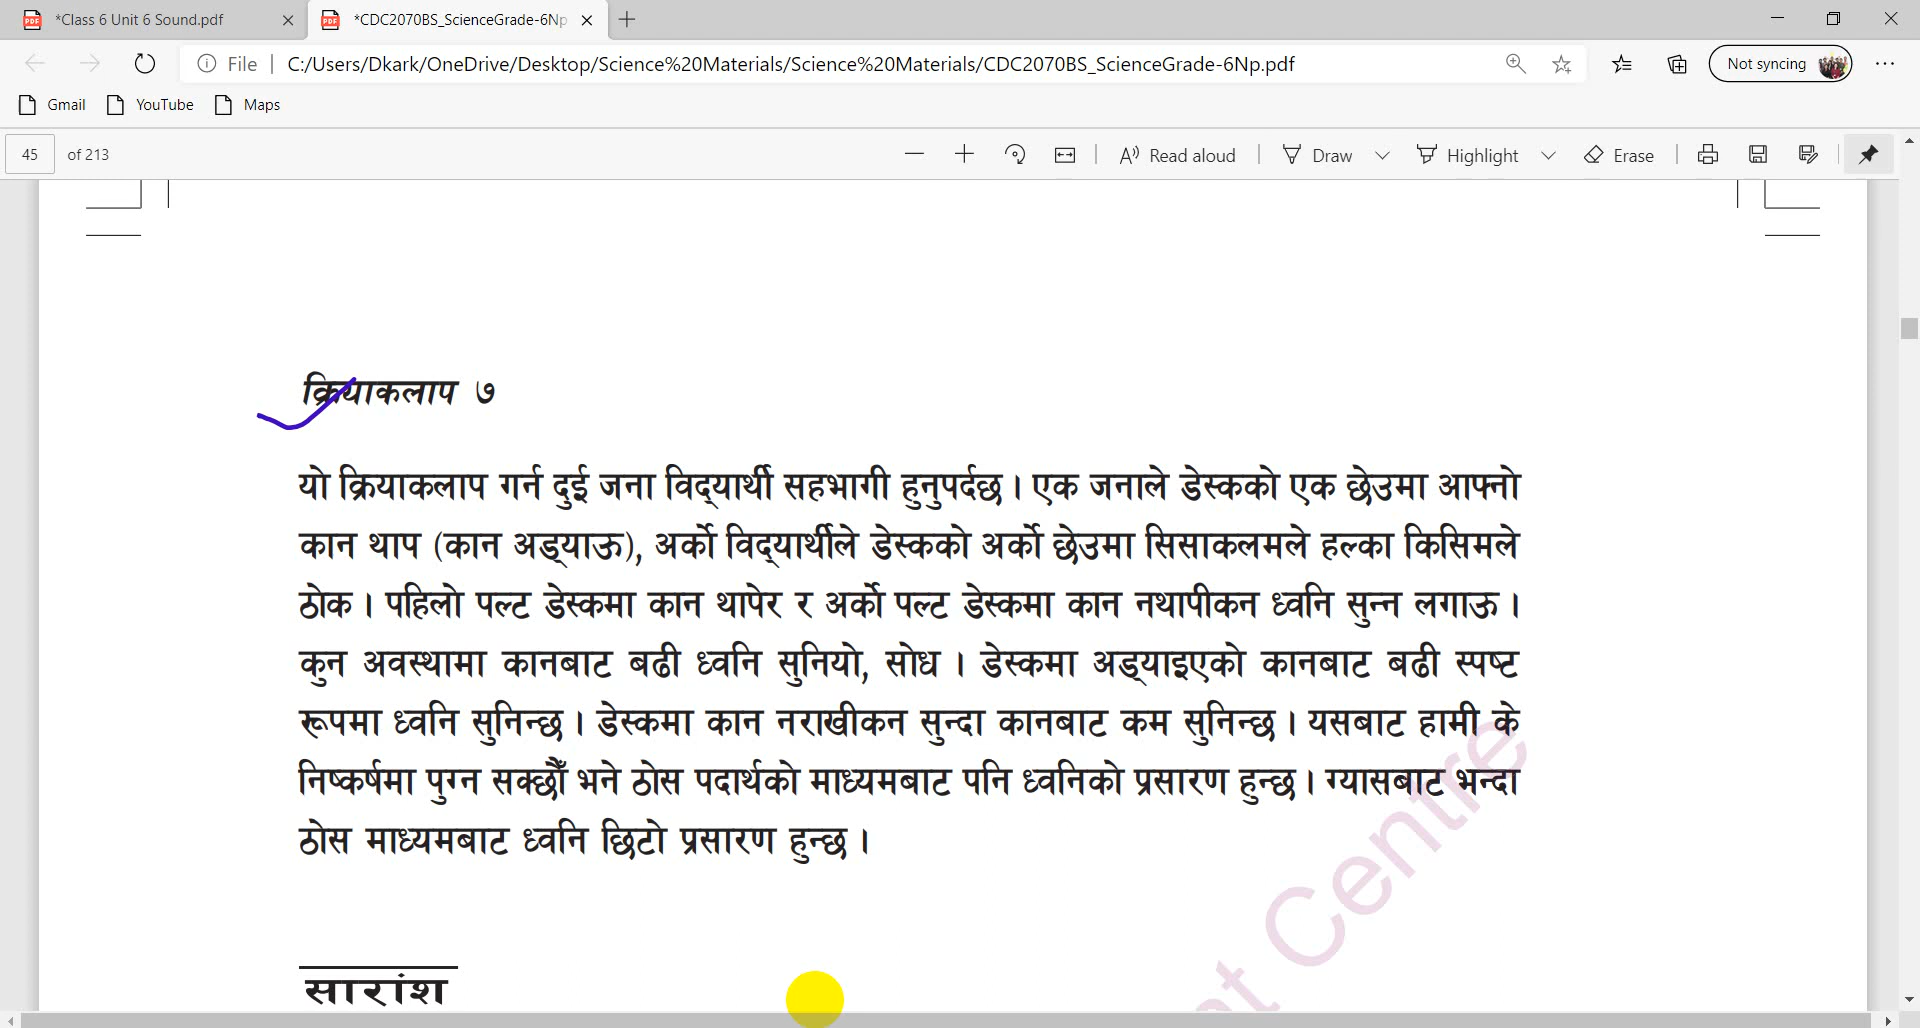 *Class 6 Unit 6 Sound.pdf
*CDC2070BS_ScienceGrade-6Np
File
C:/Users/Dkark/OneDrive/Desktop/Science%20Materials/Science%20Materials/CDC2070BS_ScienceGrade-6Np.pdf
Not syncing
Gmail
YouTube
Maps
45 of 213
Read aloud
Draw
Highlight
Erase
क्रियाकलाप ७
यो क्रियाकलाप गर्न दुई जना विद्‌यार्थी सहभागी हुनुपर्दछ । एक जनाले डेस्कको एक छेउमा आफ्नो
कान थाप (कान अड्‌याऊ), अर्को विद्‌यार्थीले डेस्कको अर्को छेउमा सिसाकलमले हल्का किसिमले
ठोक । पहिलो पल्ट डेस्कमा कान थापेर र अर्को पल्ट डेस्कमा कान नथापीकन ध्वनि सुन्न लगाऊ ।
कुन अवस्थामा कानबाट बढी ध्वनि सुनियो, सोध । डेस्कमा अड्‌याइएको कानबाट बढी स्पष्ट
रूपमा ध्वनि सुनिन्छ । डेस्कमा कान नराखीकन सुन्दा कानबाट कम सुनिन्छ । यसबाट हामी के
निष्कर्षमा पुग्न सक्छौँ भने ठोस पदार्थको माध्यमबाट पनि ध्वनिको प्रसारण हुन्छ । ग्यासबाट भन्दा
ठोस माध्यमबाट ध्वनि छिटो प्रसारण हुन्छ ।
Centre
सारांश